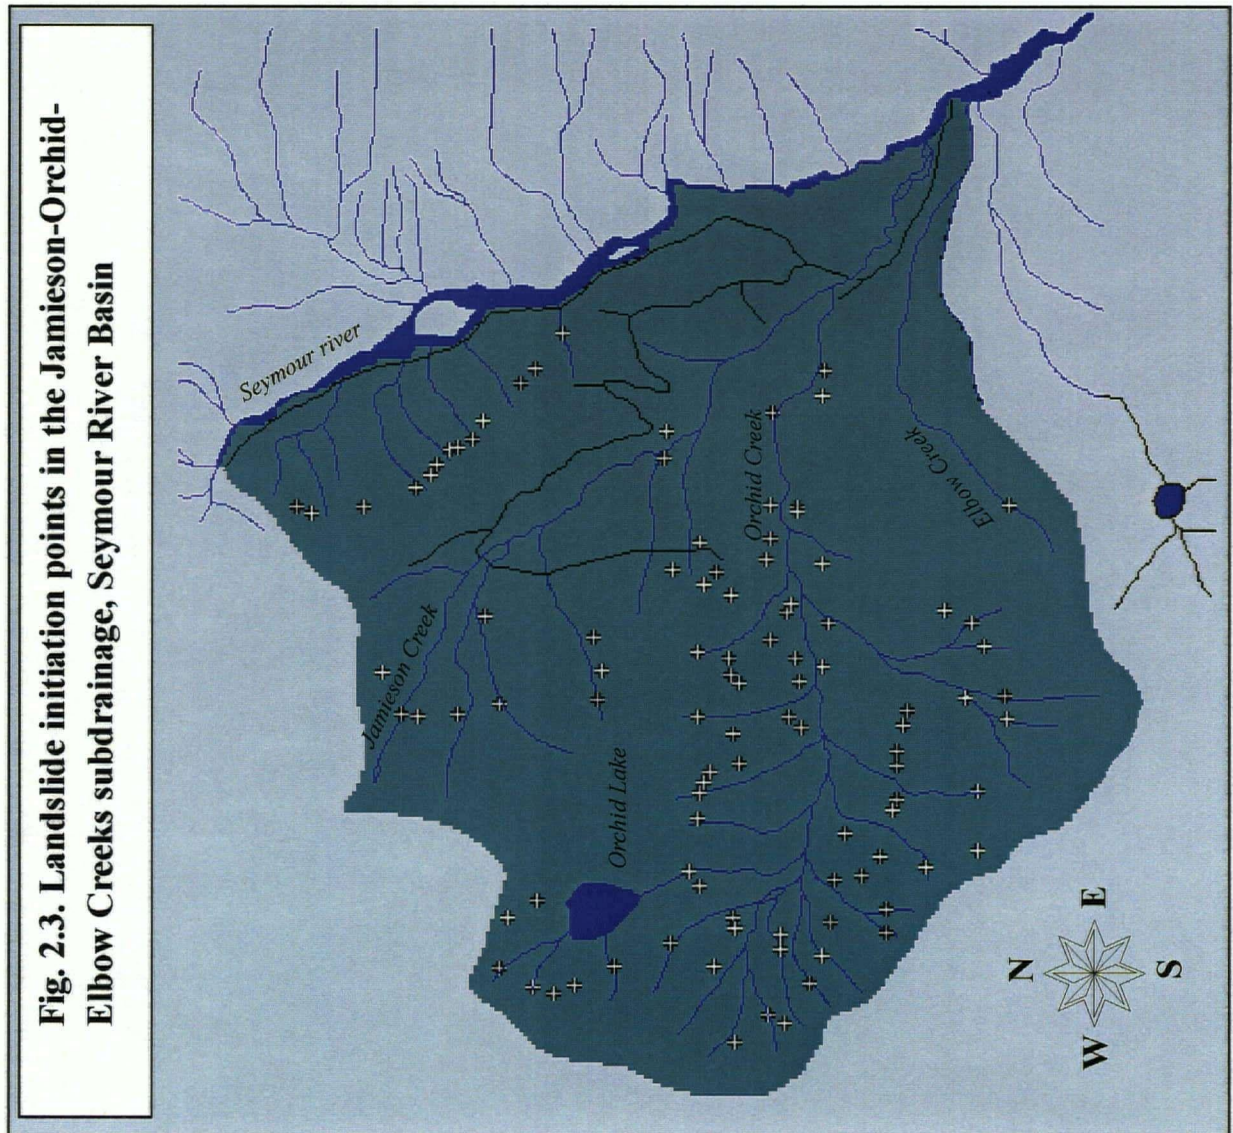 Fig. 2.3. Landslide initiation points in the Jamieson-Orchid-
Elbow Creeks subdrainage, Seymour River Basin
Seymour river
Jamieson Creek
Orchid Lake
Orchid Creek
Elbow Creek
N
W
E
S